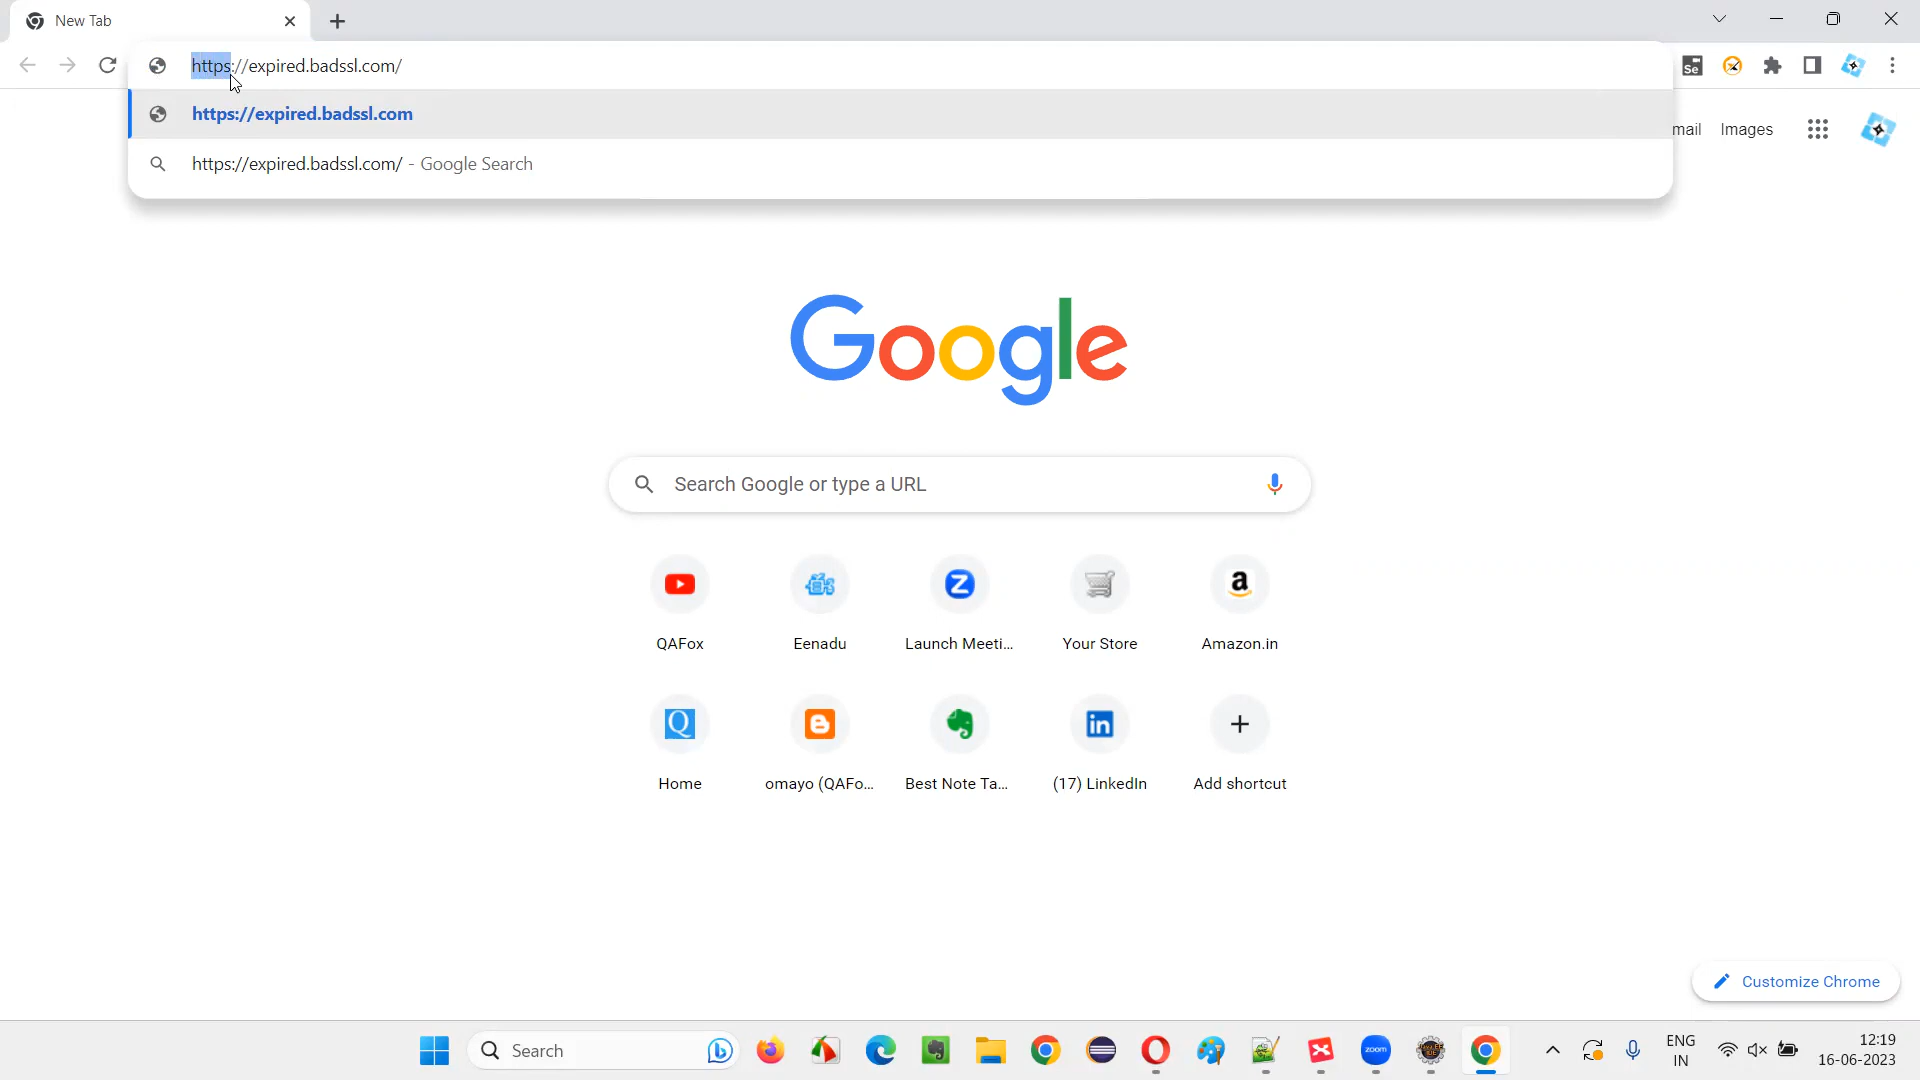 New Tab
https://expired.badssl.com/
https://expired.badssl.com
https://expired.badssl.com/ - Google Search
mail Images
Se
Google
Search Google or type a URL
QAFox
Eenadu
Launch Meeti...
Your Store
Amazon.in
Home
omayo (QAFo...
Best Note Ta...
(17) LinkedIn
Add shortcut
Customize Chrome
Search
zoom
ENG
IN
12:19
16-06-2023